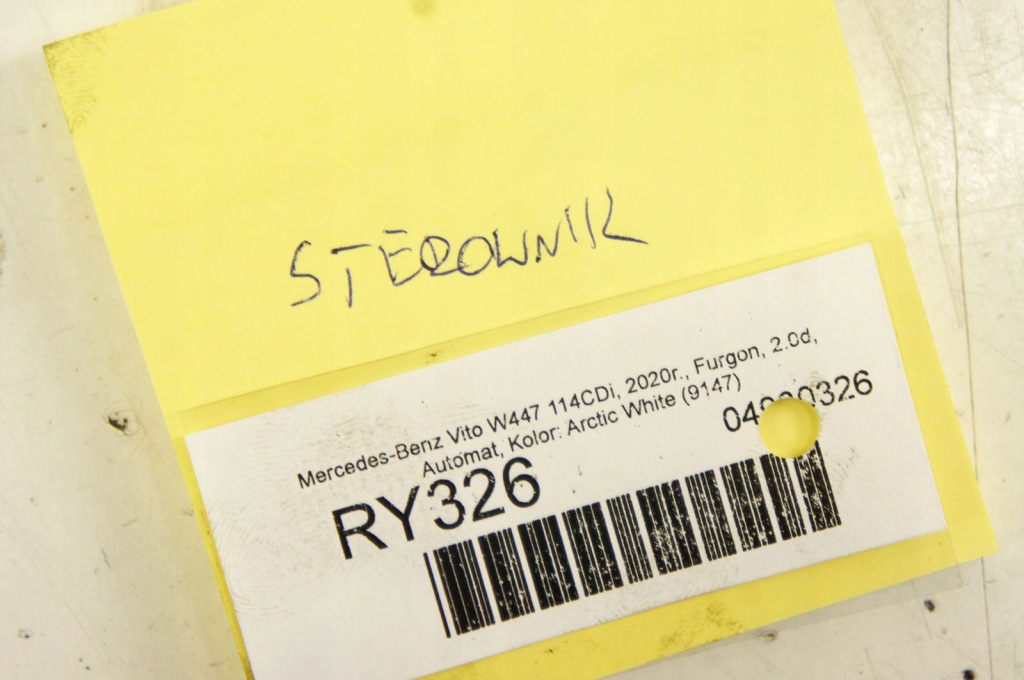 STEROWNIK
Mercedes-Benz Vito W447 114CDi, 2020r., Furgon, 2.0d,
Automat, Kolor: Arctic White (9147)
RY326